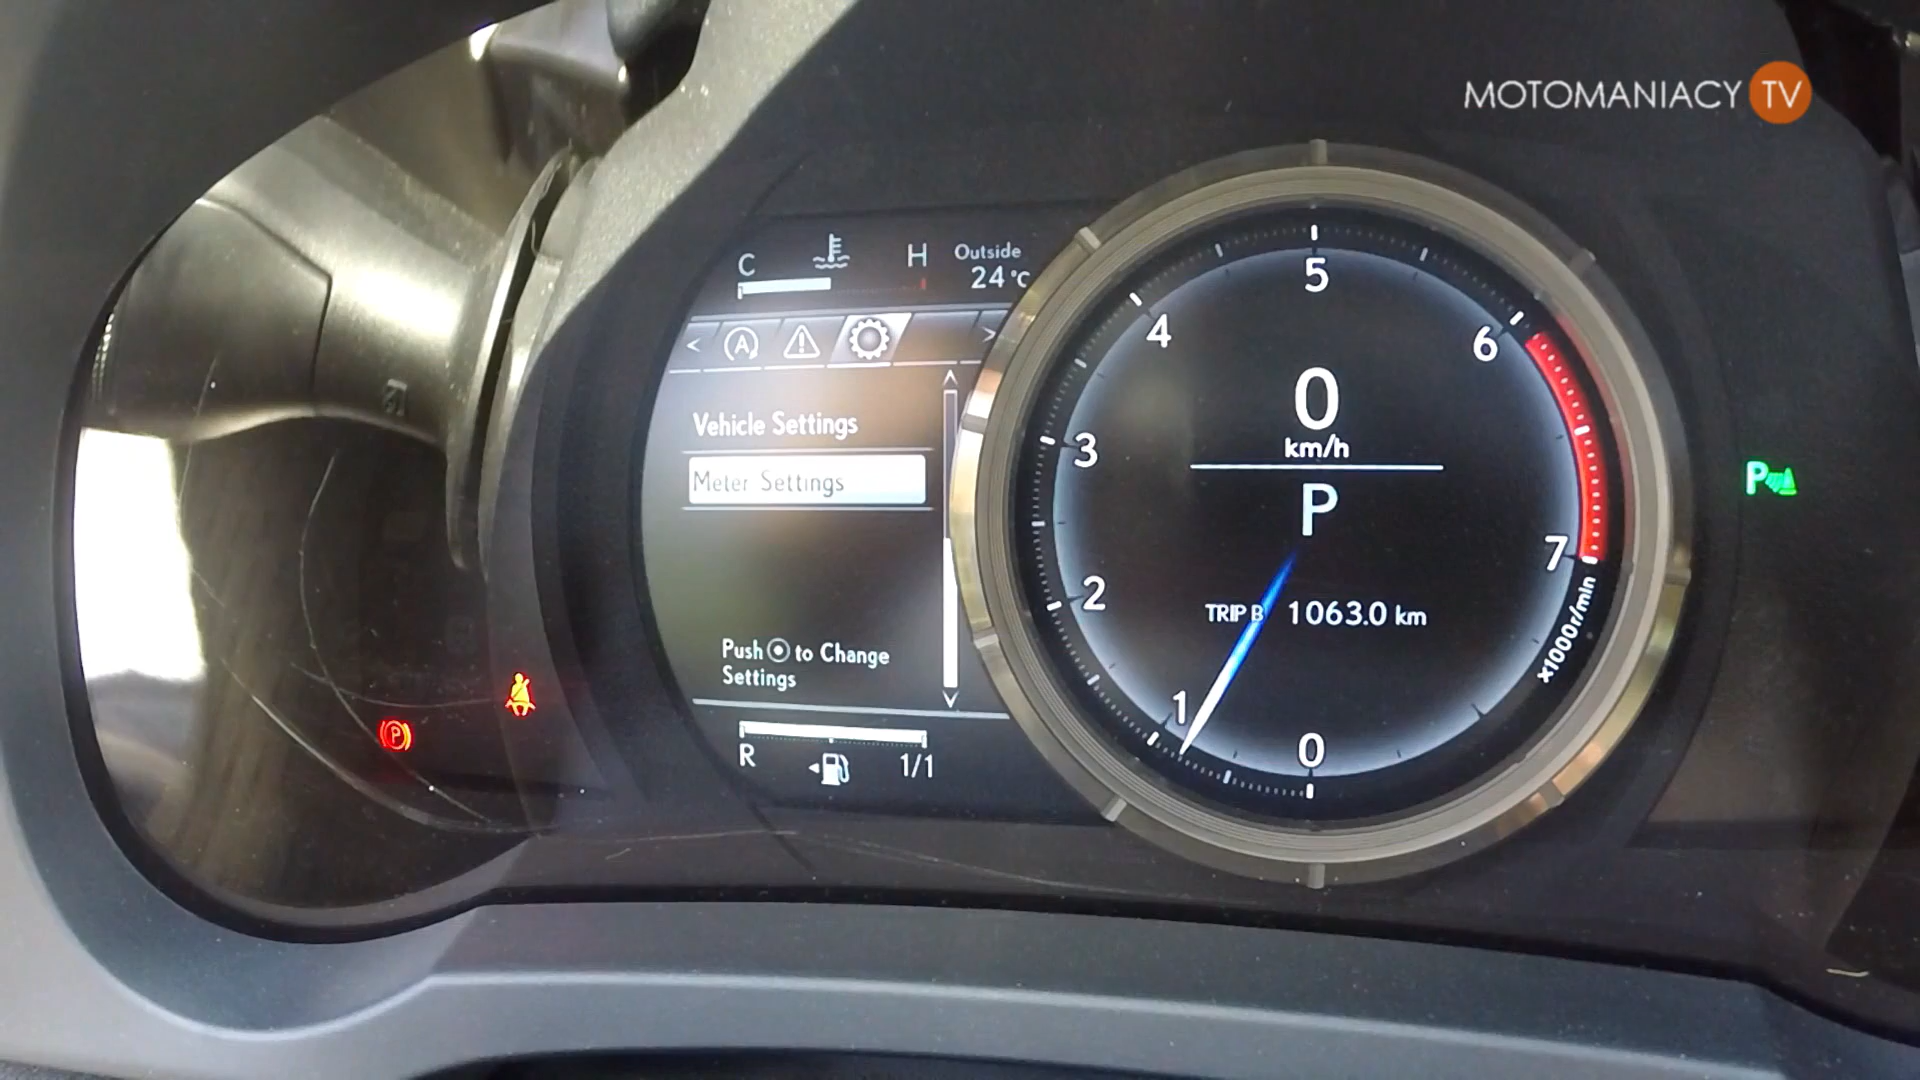 MOTOMANIACY TV
C H Outside
24°C
< A >
Vehicle Settings
Meter Settings
Push to Change
Settings
R 1/1
P
5
4 6
0
km/h
3
P
7
2
TRIP B 1063.0 km
x1000r/min
1
0
P